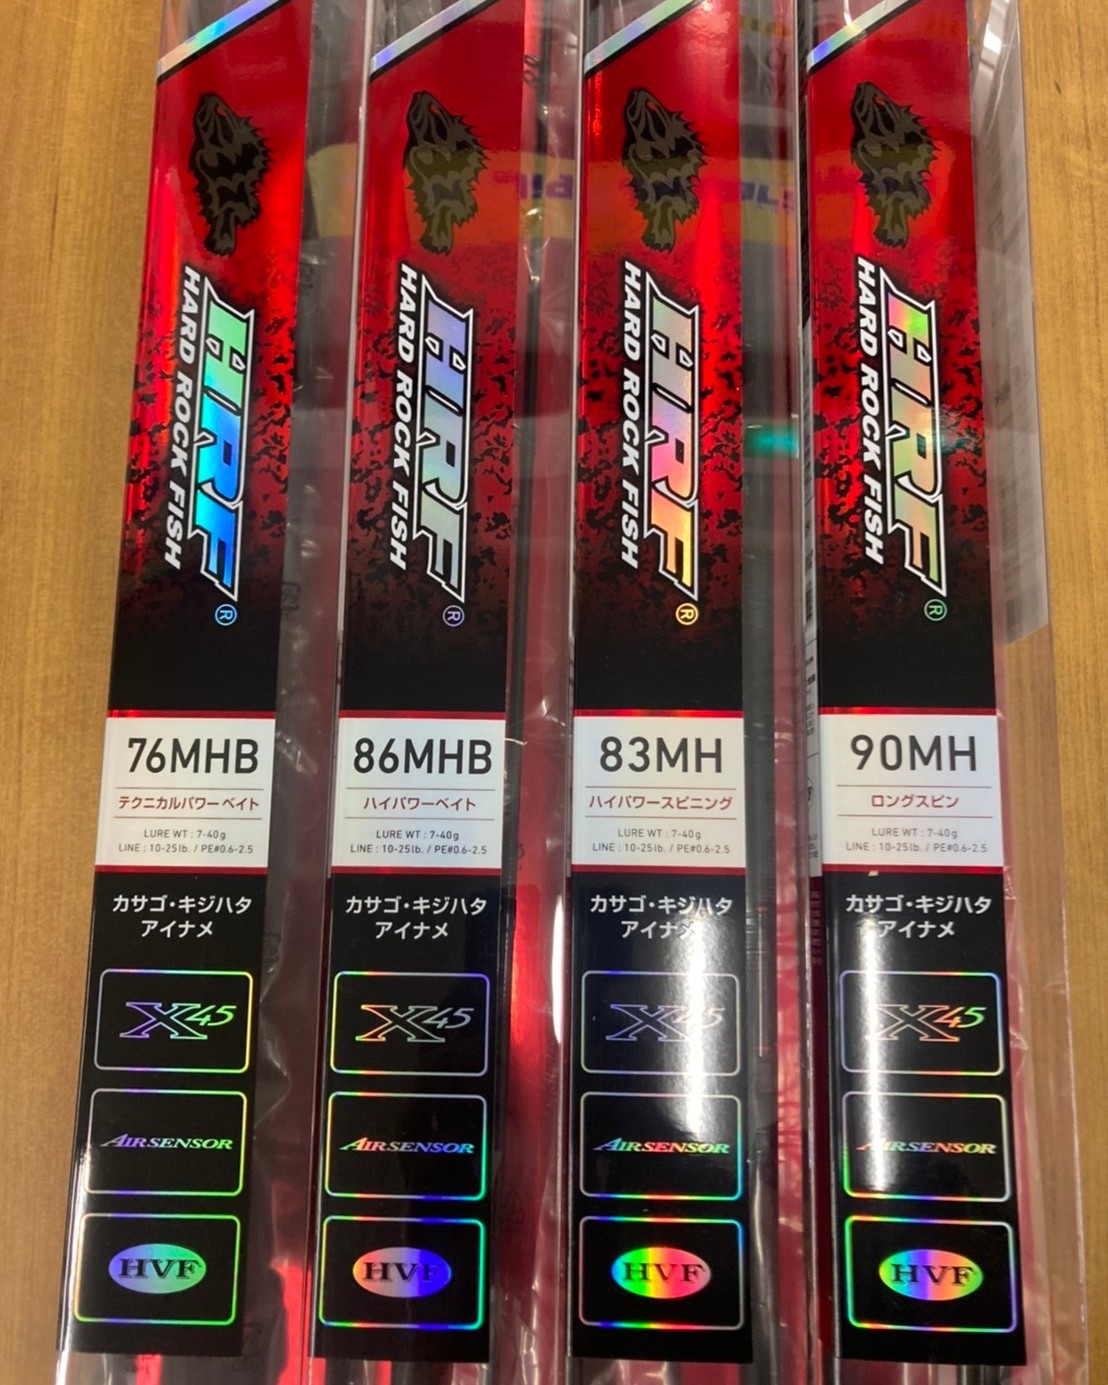 HRF®
HARD ROCK FISH
76MHB
テクニカルパワーベイト
LURE WT : 7-40g
LINE : 10-25lb. / PE#0.6-2.5
カサゴ・キジハタ
アイナメ
X45
AIRSENSOR
HVF
HRF®
HARD ROCK FISH
86MHB
ハイパワーベイト
LURE WT : 7-40g
LINE : 10-25lb. / PE#0.6-2.5
カサゴ・キジハタ
アイナメ
X45
AIRSENSOR
HVF
HRF®
HARD ROCK FISH
83MH
ハイパワースピニング
LURE WT : 7-40g
LINE : 10-25lb. / PE#0.6-2.5
カサゴ・キジハタ
アイナメ
X45
AIRSENSOR
HVF
HRF®
HARD ROCK FISH
90MH
ロングスピン
LURE WT : 7-40g
LINE : 10-25lb. / PE#0.6-2.5
カサゴ・キジハタ
アイナメ
X45
AIRSENSOR
HVF